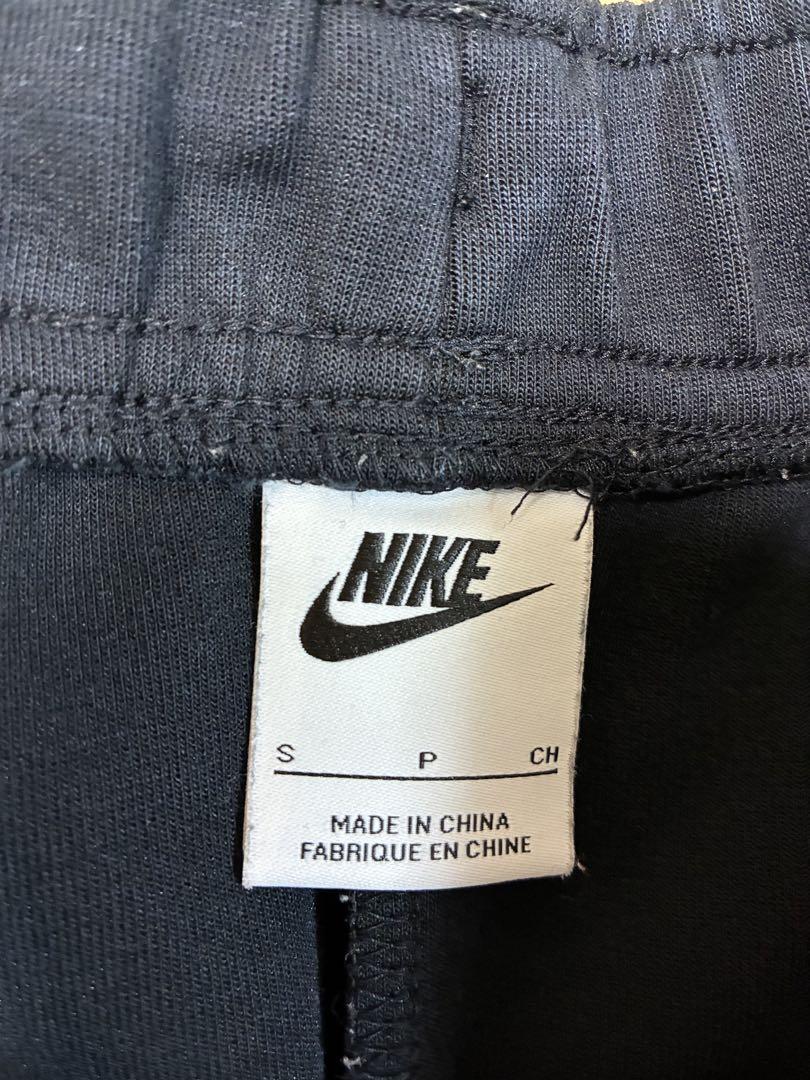 NIKE
S P CH
MADE IN CHINA
FABRIQUE EN CHINE